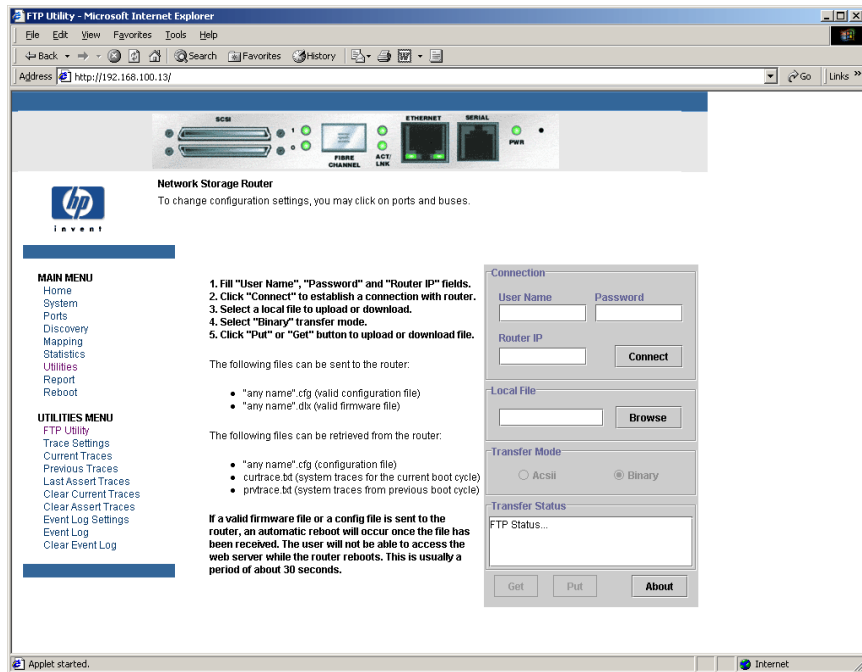 FTP Utility - Microsoft Internet Explorer
File Edit View Favorites Tools Help
Back Search Favorites History
Address http://192.168.100.13/ Go Links »
SCSI
1
0
FIBRE CHANNEL
ACT/ LNK
ETHERNET
SERIAL
PWR
hp
invent
Network Storage Router
To change configuration settings, you may click on ports and buses.
MAIN MENU
Home
System
Ports
Discovery
Mapping
Statistics
Utilities
Report
Reboot
UTILITIES MENU
FTP Utility
Trace Settings
Current Traces
Previous Traces
Last Assert Traces
Clear Current Traces
Clear Assert Traces
Event Log Settings
Event Log
Clear Event Log
1. Fill "User Name", "Password" and "Router IP" fields.
2. Click "Connect" to establish a connection with router.
3. Select a local file to upload or download.
4. Select "Binary" transfer mode.
5. Click "Put" or "Get" button to upload or download file.
The following files can be sent to the router:
● "any name".cfg (valid configuration file)
● "any name".dlx (valid firmware file)
The following files can be retrieved from the router:
● "any name".cfg (configuration file)
● curtrace.txt (system traces for the current boot cycle)
● prvtrace.txt (system traces from previous boot cycle)
If a valid firmware file or a config file is sent to the
router, an automatic reboot will occur once the file has
been received. The user will not be able to access the
web server while the router reboots. This is usually a
period of about 30 seconds.
Connection
User Name Password
Router IP
Connect
Local File
Browse
Transfer Mode
Acsii Binary
Transfer Status
FTP Status...
Get Put About
Applet started. Internet